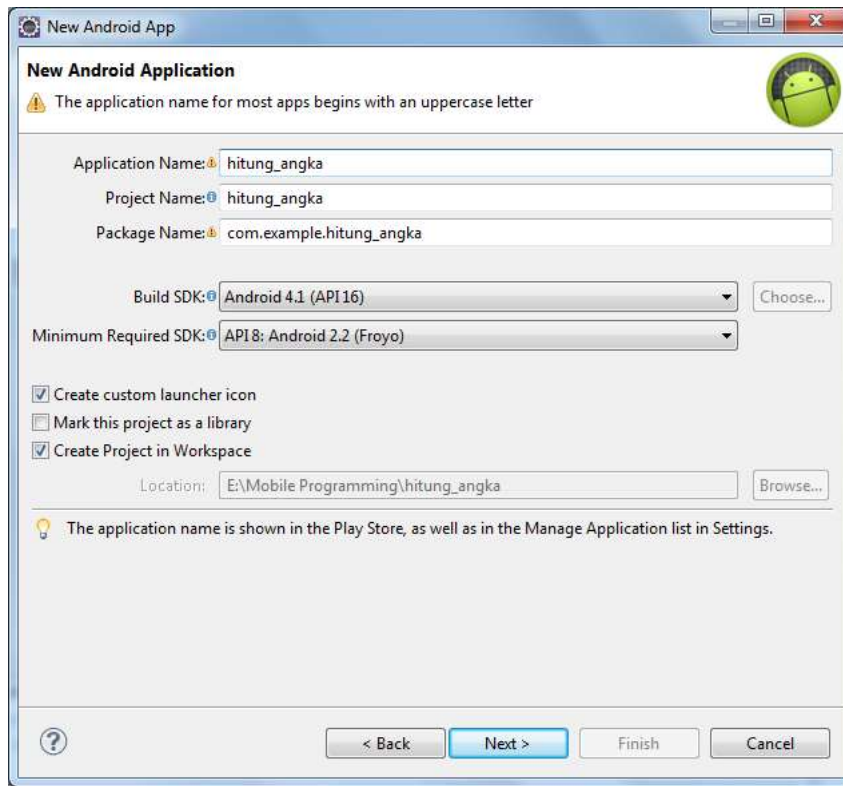 New Android App
New Android Application
The application name for most apps begins with an uppercase letter
Application Name: hitung_angka
Project Name: hitung_angka
Package Name: com.example.hitung_angka
Build SDK: Android 4.1 (API 16) Choose...
Minimum Required SDK: API 8: Android 2.2 (Froyo)
Create custom launcher icon
Mark this project as a library
Create Project in Workspace
Location: E:\Mobile Programming\hitung_angka Browse...
The application name is shown in the Play Store, as well as in the Manage Application list in Settings.
? < Back Next > Finish Cancel